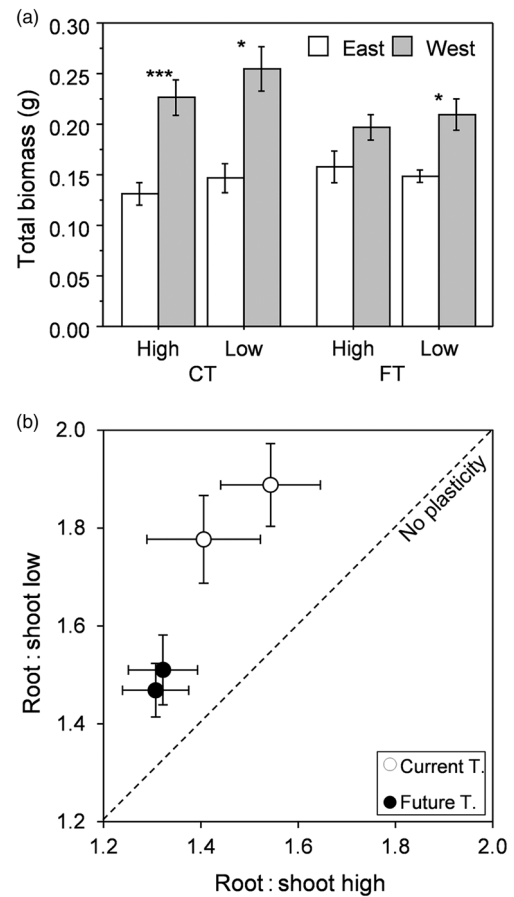 (a)
0.30
0.25
0.20
0.15
0.10
0.05
0.00
Total biomass (g)
East West
***
*
*
High Low High Low
CT FT
(b)
2.0
1.8
1.6
1.4
1.2
Root : shoot low
No plasticity
Current T.
Future T.
1.2 1.4 1.6 1.8 2.0
Root : shoot high